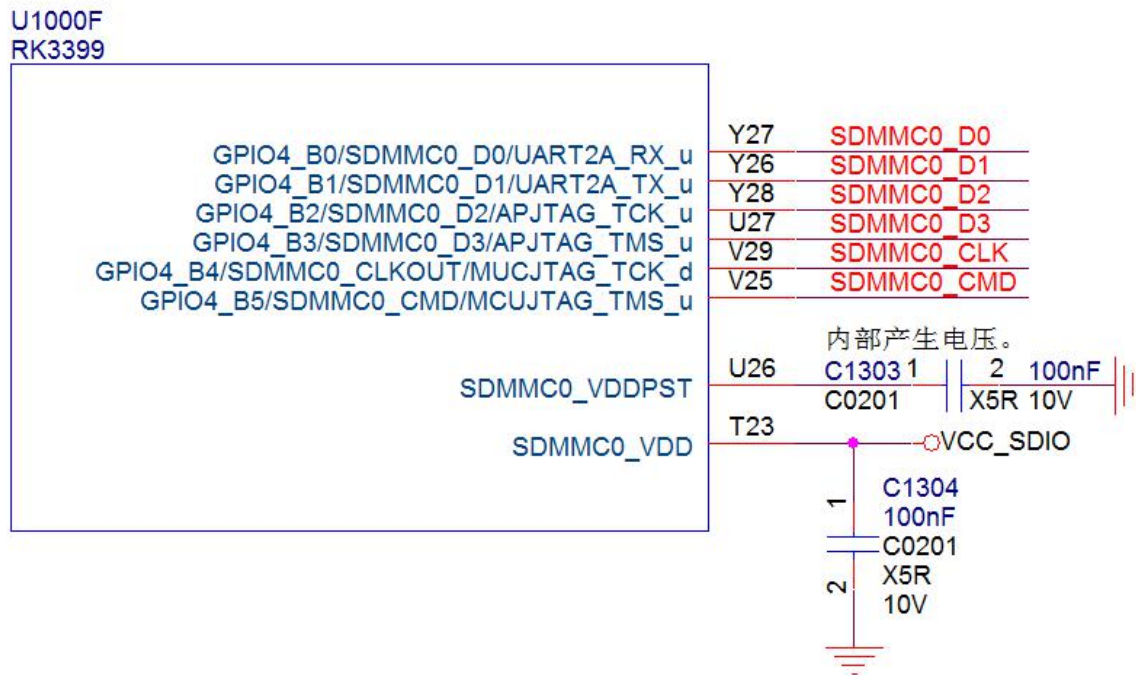 U1000F
RK3399
GPIO4_B0/SDMMC0_D0/UART2A_RX_u Y27 SDMMC0_D0
GPIO4_B1/SDMMC0_D1/UART2A_TX_u Y26 SDMMC0_D1
GPIO4_B2/SDMMC0_D2/APJTAG_TCK_u Y28 SDMMC0_D2
GPIO4_B3/SDMMC0_D3/APJTAG_TMS_u U27 SDMMC0_D3
GPIO4_B4/SDMMC0_CLKOUT/MUCJTAG_TCK_d V29 SDMMC0_CLK
GPIO4_B5/SDMMC0_CMD/MCUJTAG_TMS_u V25 SDMMC0_CMD
内部产生电压。
SDMMC0_VDDPST U26 C1303 1 2 100nF
C0201 X5R 10V
SDMMC0_VDD T23 VCC_SDIO
1 C1304
100nF
C0201
2 X5R
10V